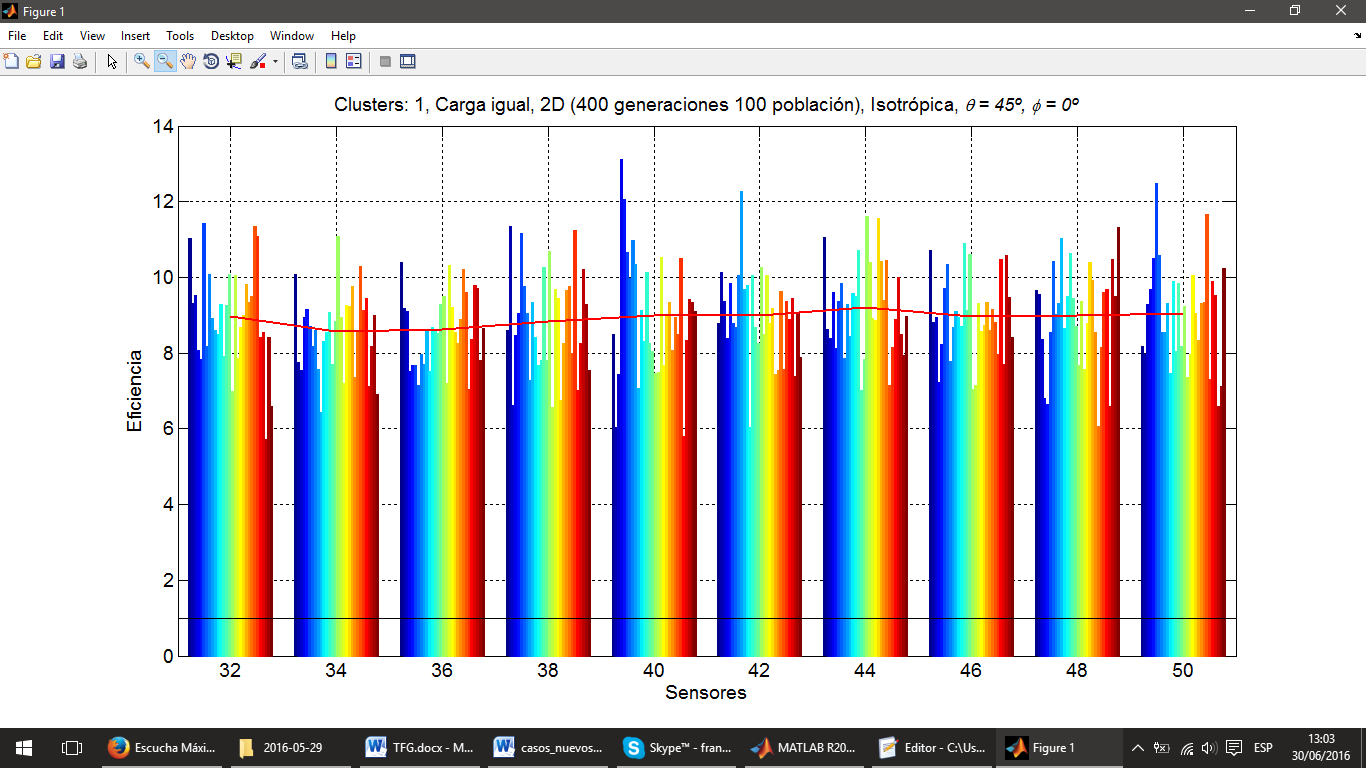 Figure 1
File Edit View Insert Tools Desktop Window Help
Clusters: 1, Carga igual, 2D (400 generaciones 100 población), Isotrópica, θ = 45º, ϕ = 0º
14
12
10
8
6
4
2
0
Eficiencia
32 34 36 38 40 42 44 46 48 50
Sensores
Escucha Máxi... 2016-05-29 TFG.docx - M... casos_nuevos... Skype™ - fran... MATLAB R20... Editor - C:\Us... Figure 1 ESP 13:03
30/06/2016